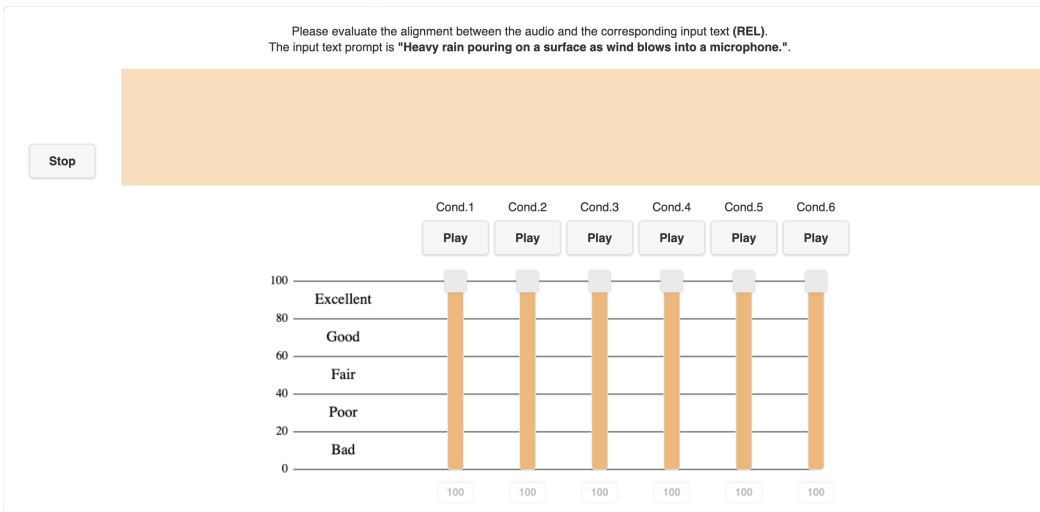 Please evaluate the alignment between the audio and the corresponding input text (REL).
The input text prompt is "Heavy rain pouring on a surface as wind blows into a microphone.".
Stop
Cond.1 Cond.2 Cond.3 Cond.4 Cond.5 Cond.6
Play Play Play Play Play Play
100
Excellent
80
Good
60
Fair
40
Poor
20
Bad
0
100 100 100 100 100 100